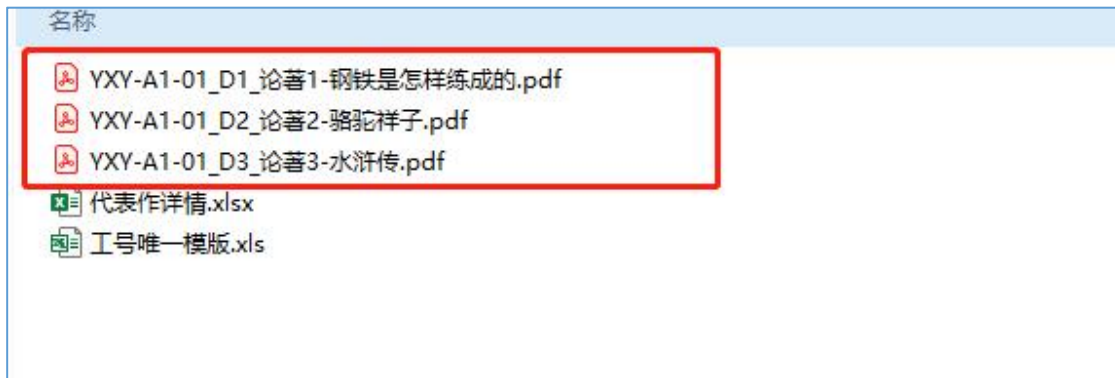 名称
YXY-A1-01_D1_论著1-钢铁是怎样练成的.pdf
YXY-A1-01_D2_论著2-骆驼祥子.pdf
YXY-A1-01_D3_论著3-水浒传.pdf
代表作详情.xlsx
工号唯一模版.xls